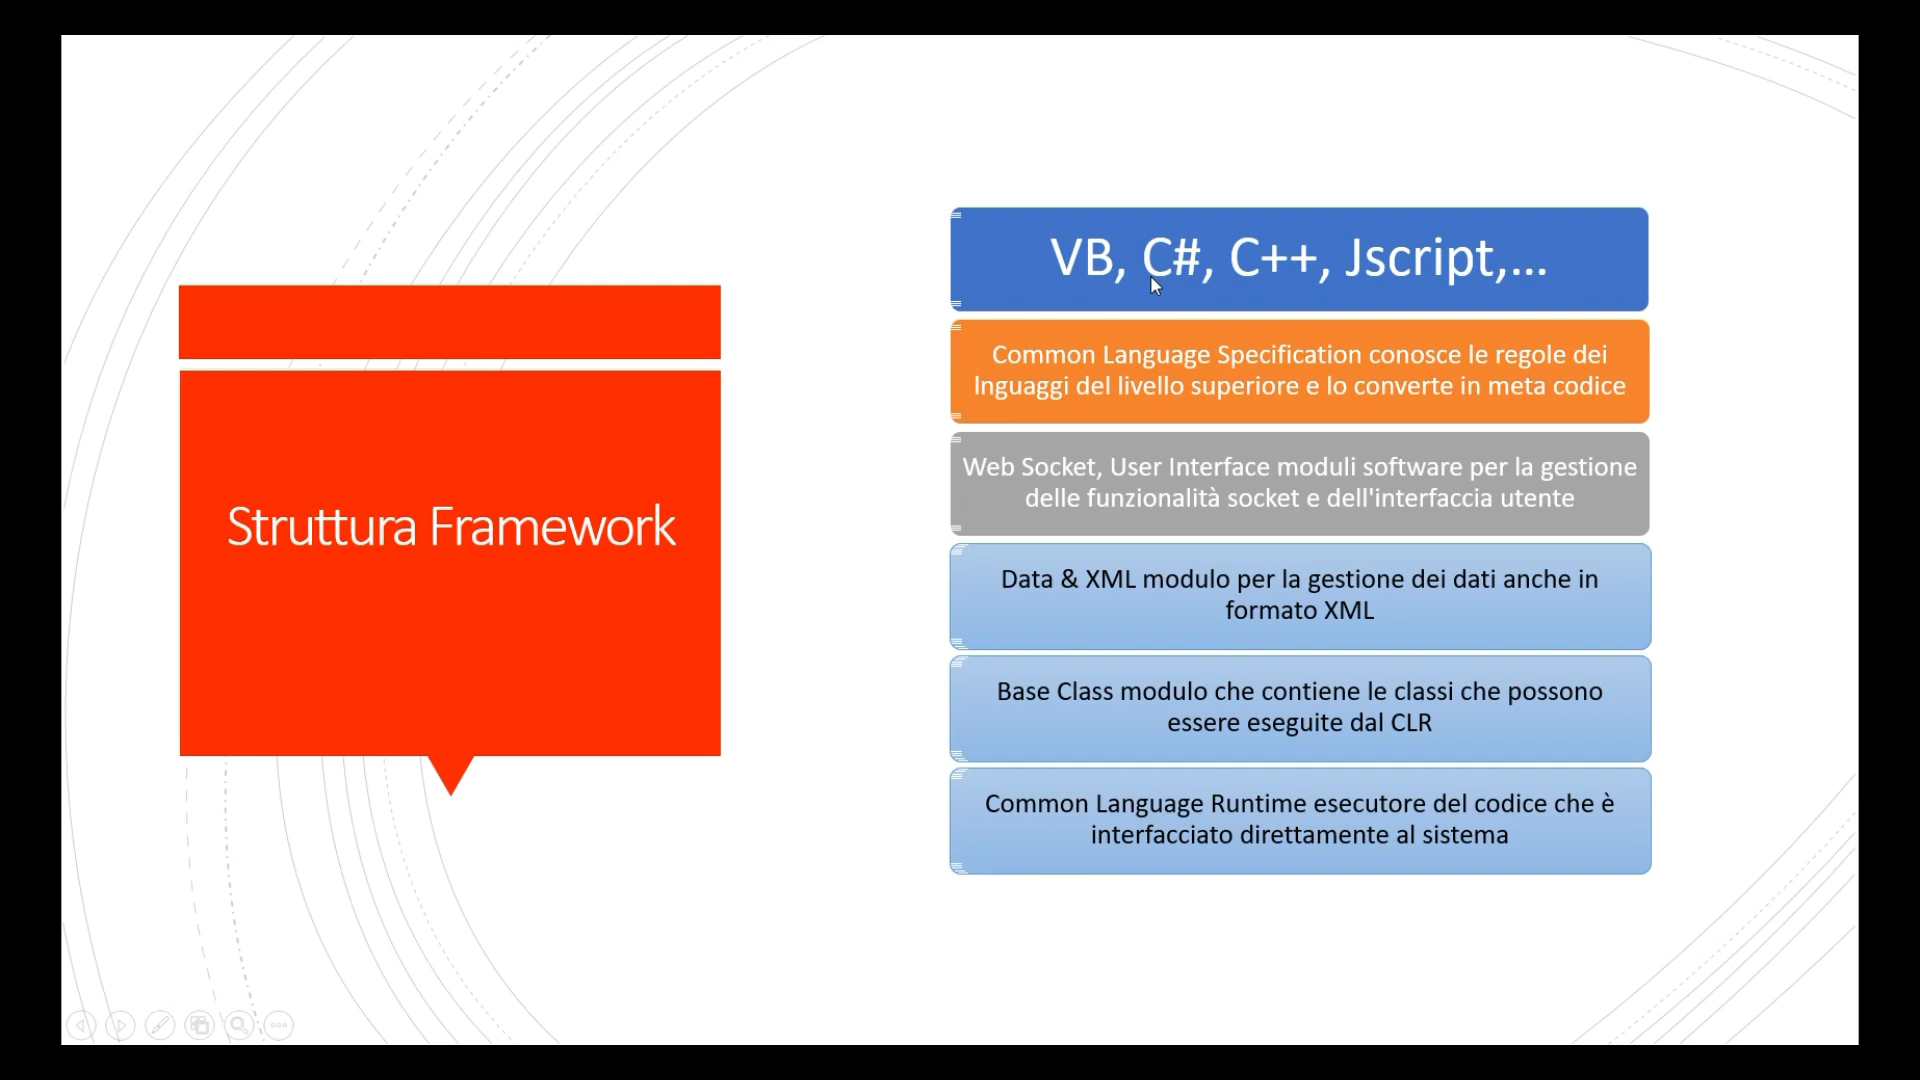 Struttura Framework
VB, C#, C++, Jscript,...
Common Language Specification conosce le regole dei
lnguaggi del livello superiore e lo converte in meta codice
Web Socket, User Interface moduli software per la gestione
delle funzionalità socket e dell'interfaccia utente
Data & XML modulo per la gestione dei dati anche in
formato XML
Base Class modulo che contiene le classi che possono
essere eseguite dal CLR
Common Language Runtime esecutore del codice che è
interfacciato direttamente al sistema